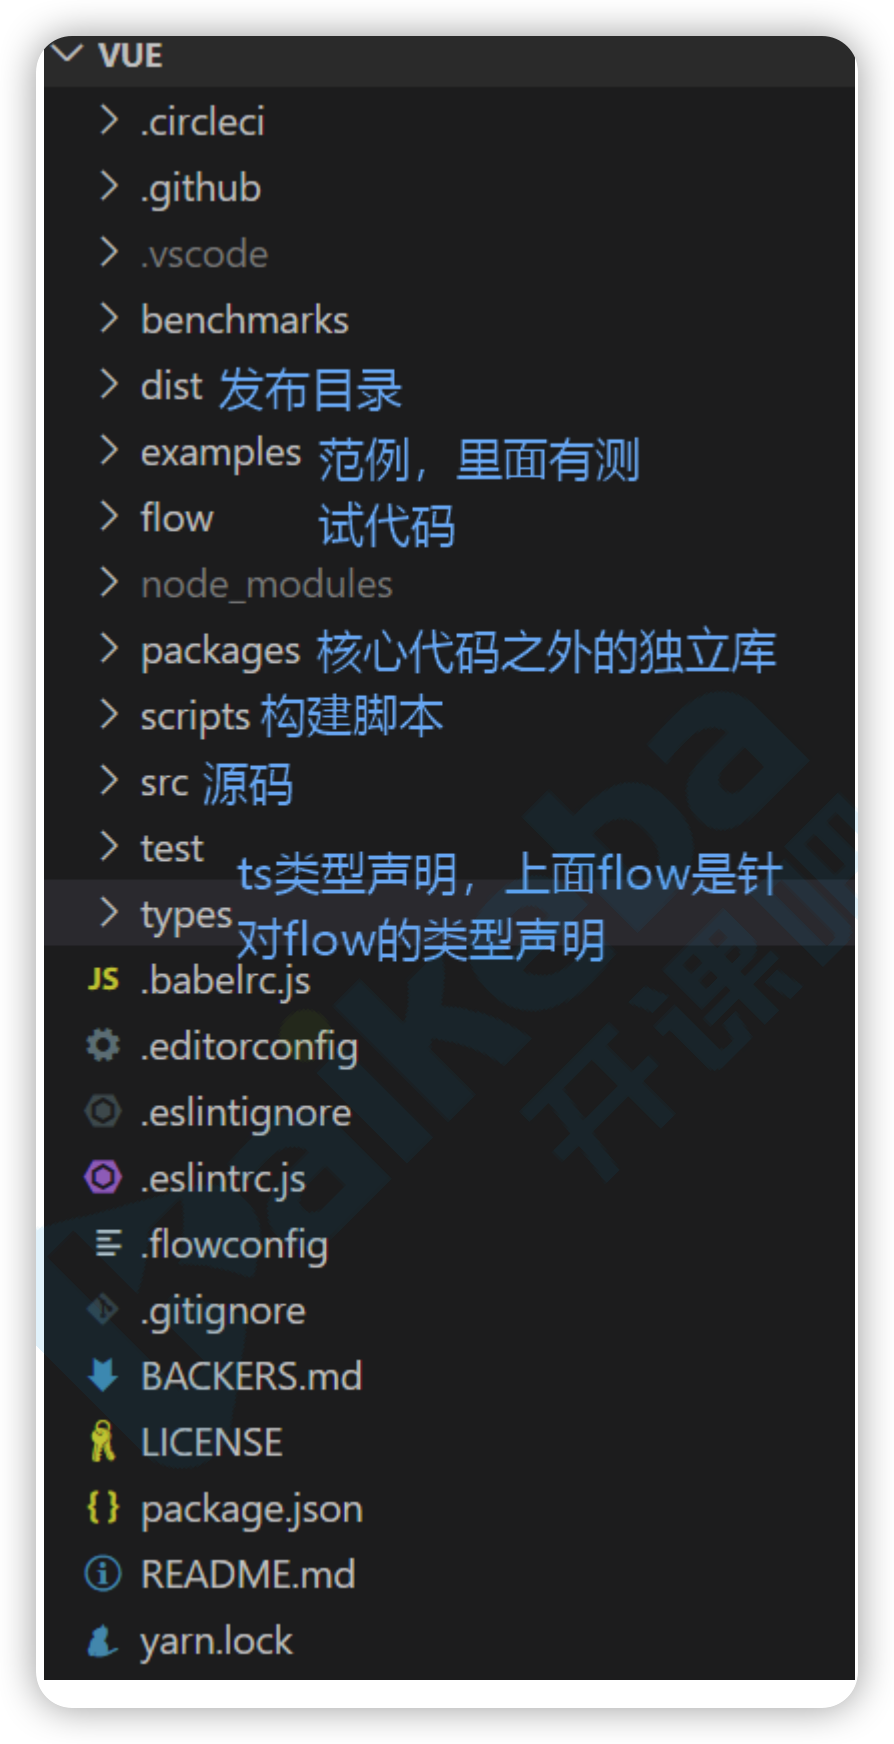 VUE
.circleci
.github
.vscode
benchmarks
dist 发布目录
examples 范例，里面有测
flow 试代码
node_modules
packages 核心代码之外的独立库
scripts 构建脚本
src 源码
test
ts类型声明，上面flow是针
types 对flow的类型声明
JS .babelrc.js
.editorconfig
.eslintignore
.eslintrc.js
.flowconfig
.gitignore
BACKERS.md
LICENSE
{} package.json
README.md
yarn.lock
kaikeba
开课吧